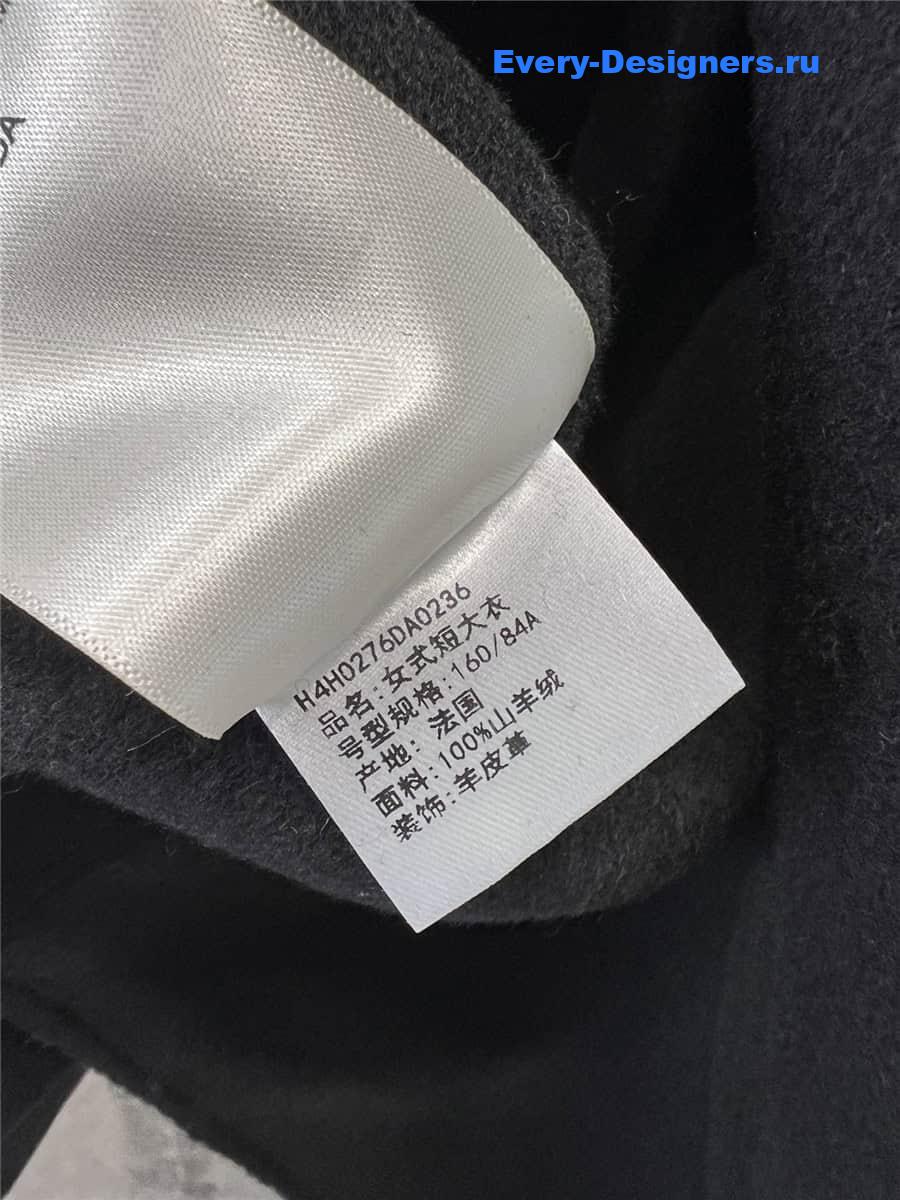 Every-Designers.ru
H4H0276DA0236
品名:女式短大衣
号型规格:160/84A
产地: 法国
面料:100%山羊绒
装饰:羊皮革